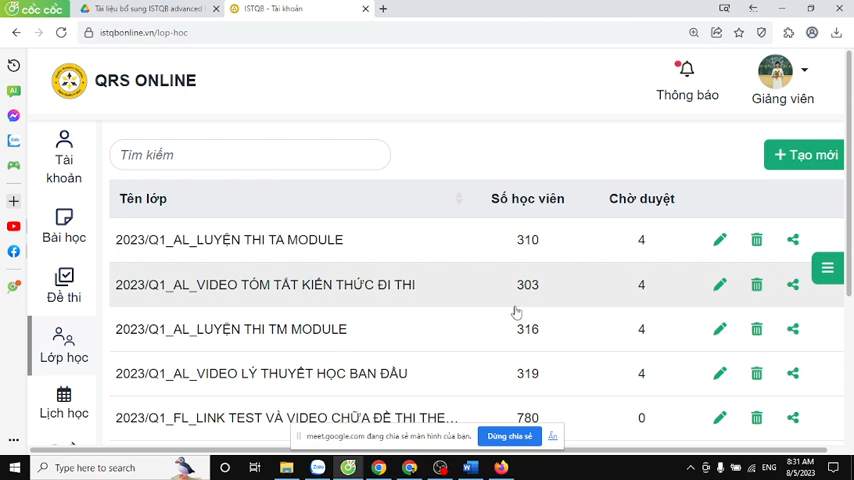 cốc cốc
Tài liệu bổ sung ISTQB advanced
ISTQB - Tài khoản
istqbonline.vn/lop-hoc
QRS ONLINE
Thông báo
Giảng viên
Tài khoản
Bài học
Đề thi
Lớp học
Lịch học
Tìm kiếm
+ Tạo mới
Tên lớp Số học viên Chờ duyệt
2023/Q1_AL_LUYỆN THI TA MODULE 310 4
2023/Q1_AL_VIDEO TÓM TẮT KIẾN THỨC ĐI THI 303 4
2023/Q1_AL_LUYỆN THI TM MODULE 316 4
2023/Q1_AL_VIDEO LÝ THUYẾT HỌC BAN ĐẦU 319 4
2023/Q1_FL_LINK TEST VÀ VIDEO CHỮA ĐỀ THI THE... 780 0
meet.google.com đang chia sẻ màn hình của bạn. Dừng chia sẻ Ẩn
Type here to search
ENG
8:31 AM
8/5/2023